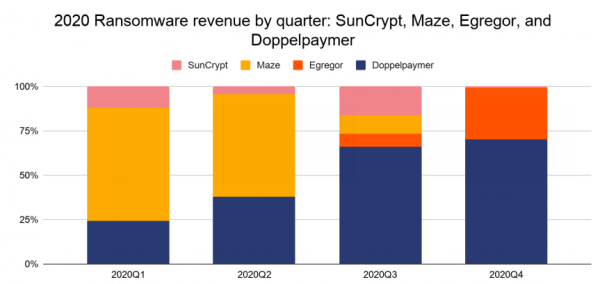 2020 Ransomware revenue by quarter: SunCrypt, Maze, Egregor, and
Doppelpaymer
SunCrypt Maze Egregor Doppelpaymer
100%
75%
50%
25%
0%
2020Q1 2020Q2 2020Q3 2020Q4